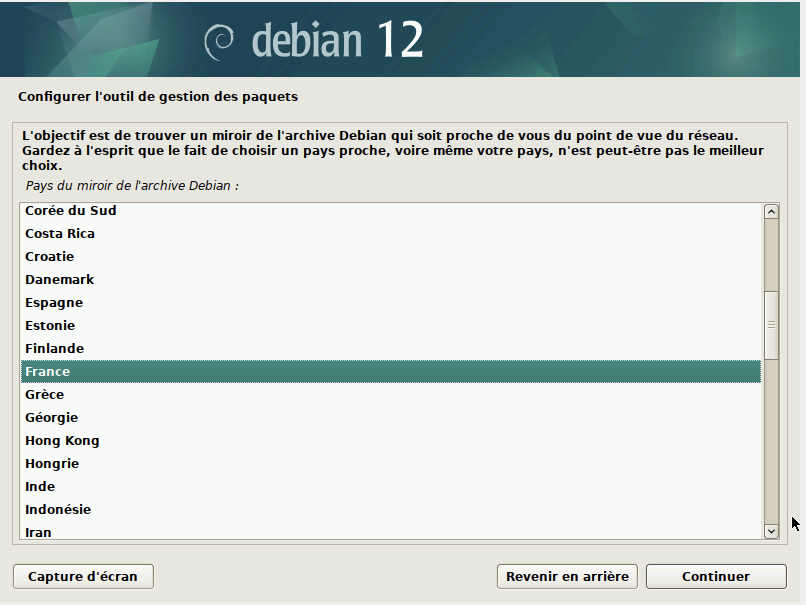 debian 12
Configurer l'outil de gestion des paquets
L'objectif est de trouver un miroir de l'archive Debian qui soit proche de vous du point de vue du réseau.
Gardez à l'esprit que le fait de choisir un pays proche, voire même votre pays, n'est peut-être pas le meilleur
choix.
Pays du miroir de l'archive Debian :
Corée du Sud
Costa Rica
Croatie
Danemark
Espagne
Estonie
Finlande
France
Grèce
Géorgie
Hong Kong
Hongrie
Inde
Indonésie
Iran
Capture d'écran
Revenir en arrière
Continuer